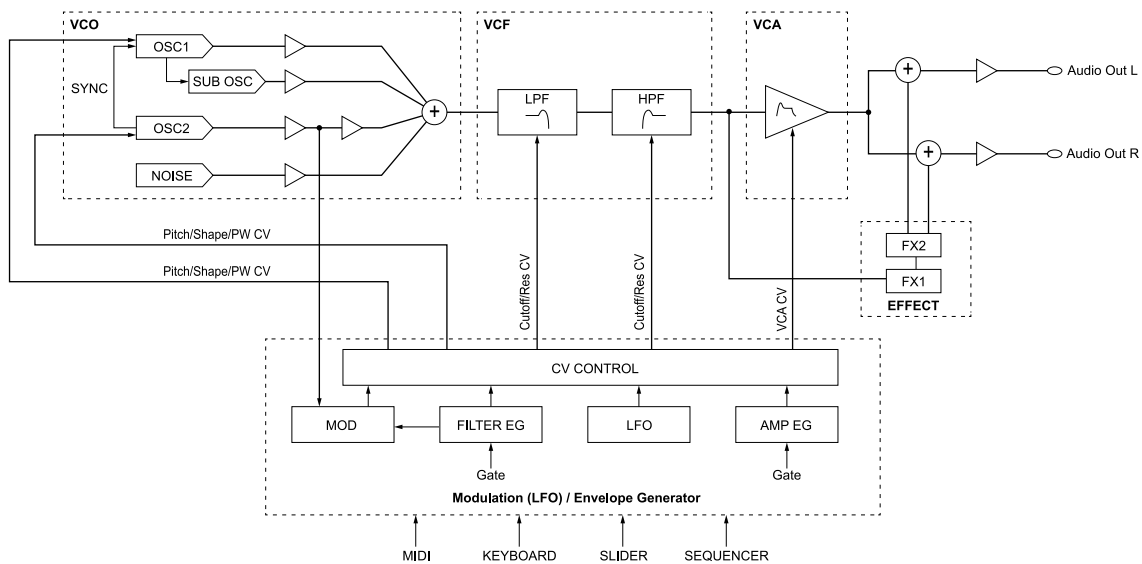 VCO
VCF
VCA
OSC1
SUB OSC
SYNC
OSC2
NOISE
LPF
HPF
Audio Out L
Audio Out R
Pitch/Shape/PW CV
Pitch/Shape/PW CV
Cutoff/Res CV
Cutoff/Res CV
VCA CV
FX2
FX1
EFFECT
CV CONTROL
MOD
FILTER EG
LFO
AMP EG
Gate
Gate
Modulation (LFO) / Envelope Generator
MIDI
KEYBOARD
SLIDER
SEQUENCER